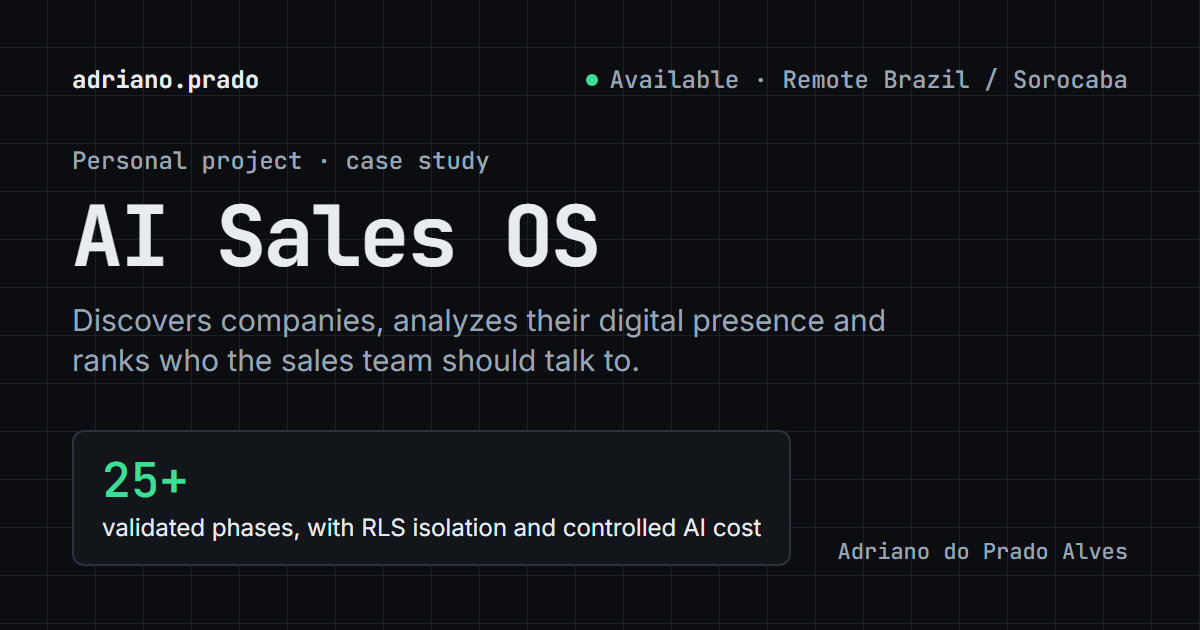 adriano.prado
Available · Remote Brazil / Sorocaba
Personal project · case study
AI Sales OS
Discovers companies, analyzes their digital presence and
ranks who the sales team should talk to.
25+
validated phases, with RLS isolation and controlled AI cost
Adriano do Prado Alves